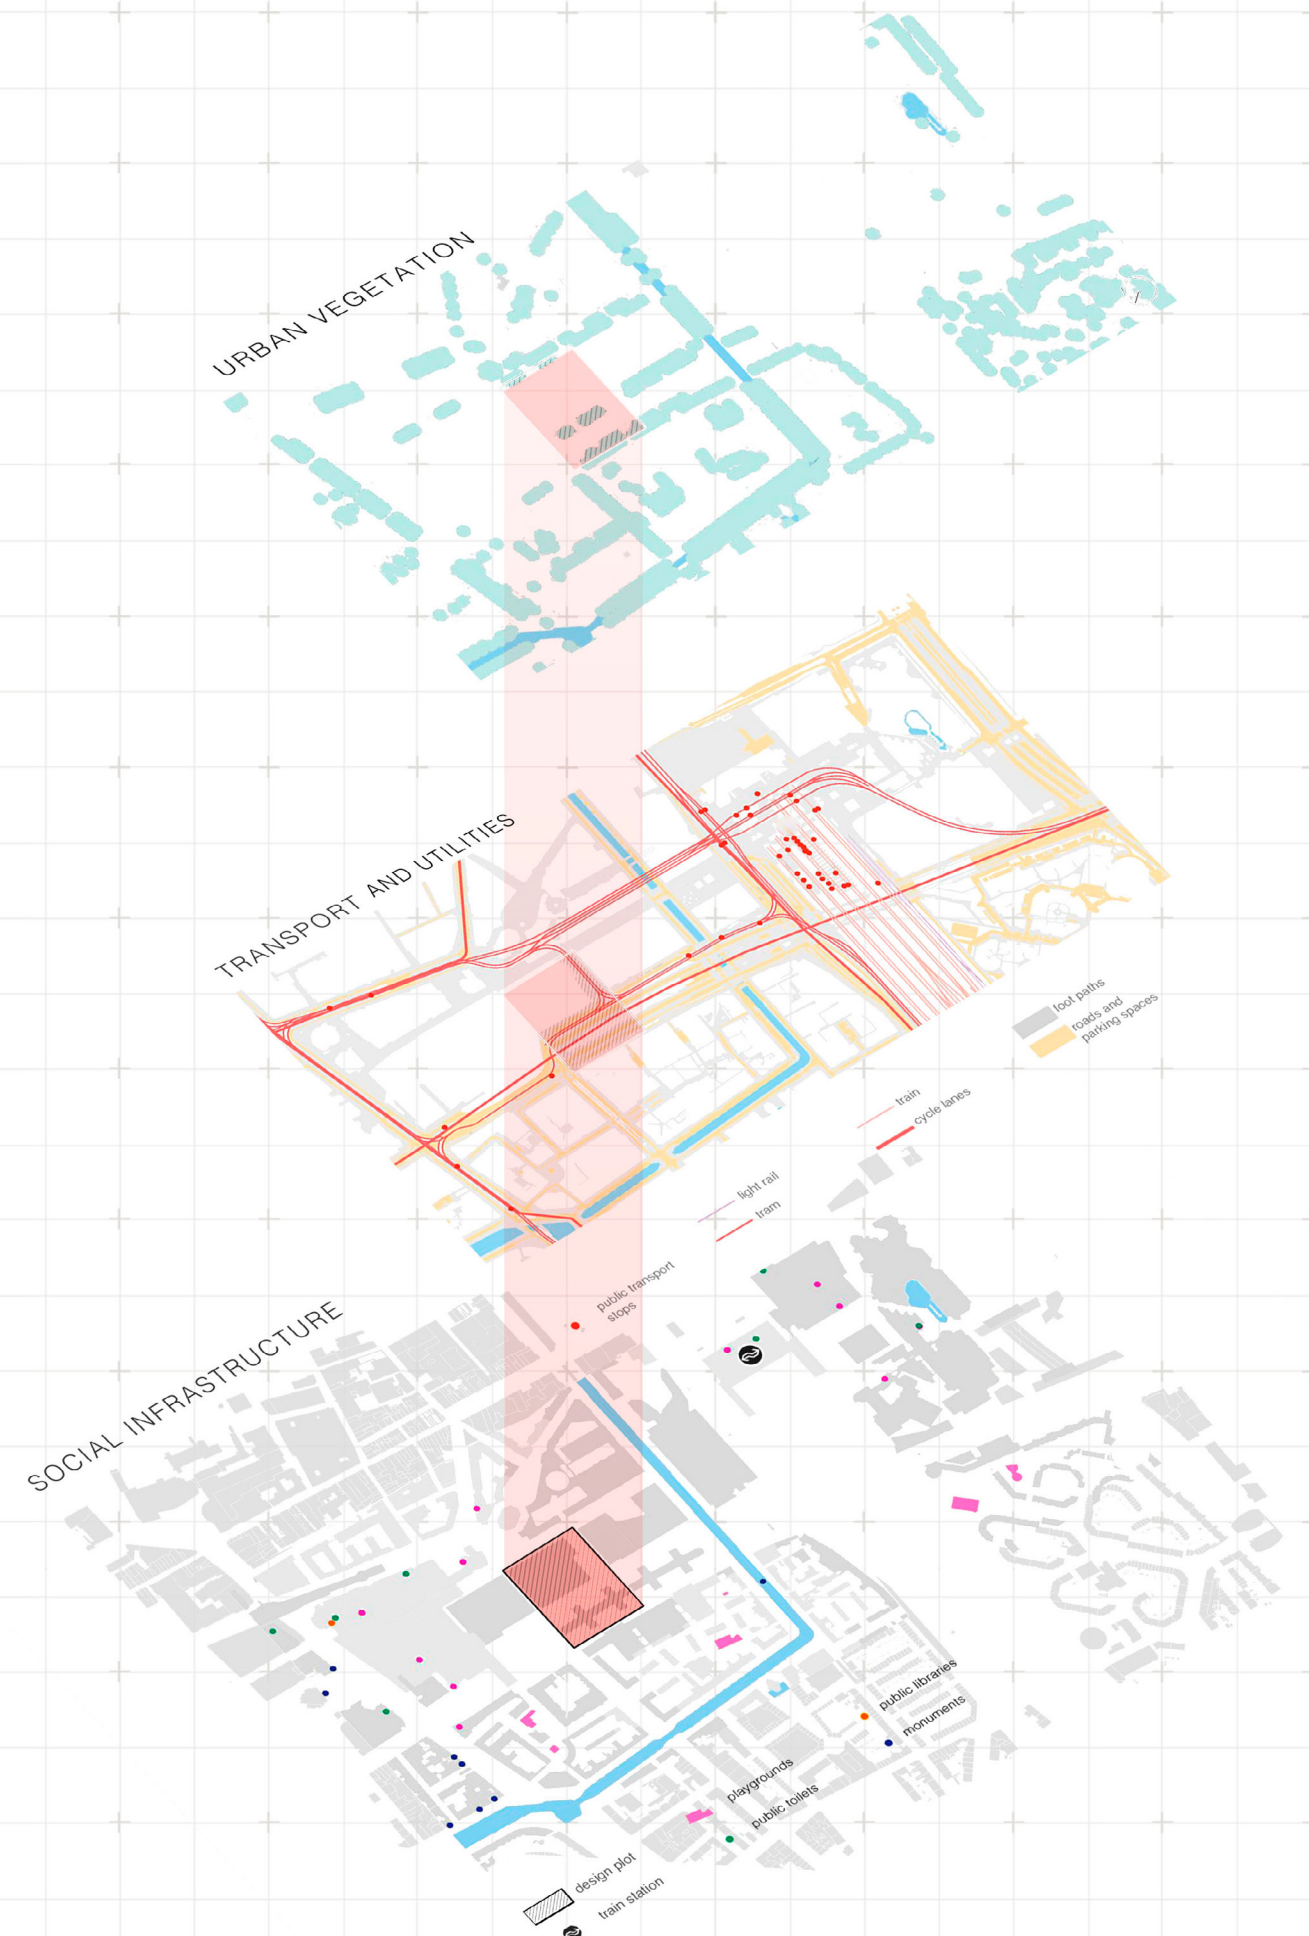 URBAN VEGETATION
TRANSPORT AND UTILITIES
foot paths
roads and
parking spaces
train
cycle lanes
light rail
tram
public transport
stops
SOCIAL INFRASTRUCTURE
public libraries
monuments
playgrounds
public toilets
design plot
train station